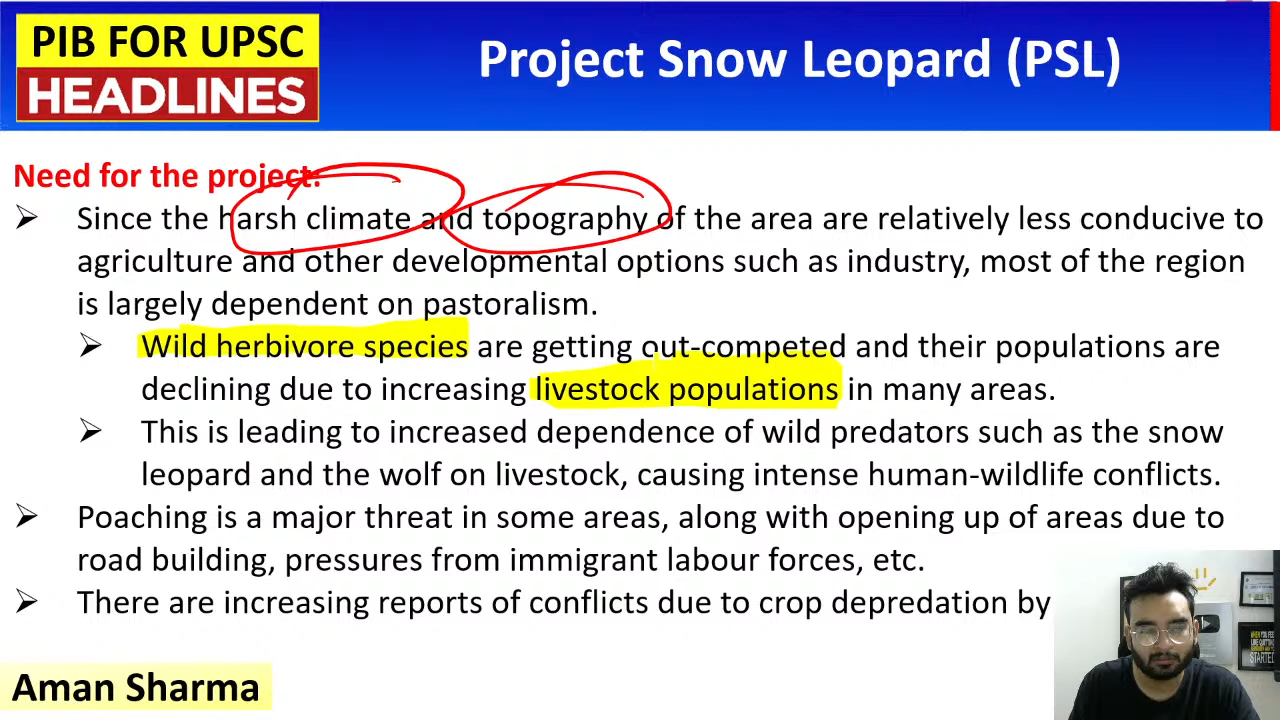 PIB FOR UPSC
HEADLINES
Project Snow Leopard (PSL)
Need for the project:
Since the harsh climate and topography of the area are relatively less conducive to
agriculture and other developmental options such as industry, most of the region
is largely dependent on pastoralism.
Wild herbivore species are getting out-competed and their populations are
declining due to increasing livestock populations in many areas.
This is leading to increased dependence of wild predators such as the snow
leopard and the wolf on livestock, causing intense human-wildlife conflicts.
Poaching is a major threat in some areas, along with opening up of areas due to
road building, pressures from immigrant labour forces, etc.
There are increasing reports of conflicts due to crop depredation by
Aman Sharma
WHEN YOU FEEL
LIKE QUITTING
STARTED